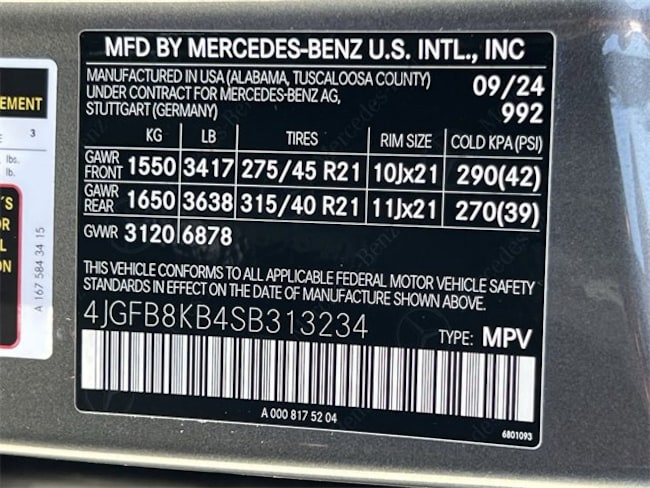 MFD BY MERCEDES-BENZ U.S. INTL., INC
MANUFACTURED IN USA (ALABAMA, TUSCALOOSA COUNTY)
UNDER CONTRACT FOR MERCEDES-BENZ AG,
STUTTGART (GERMANY)
09/24
992
KG LB TIRES RIM SIZE COLD KPA (PSI)
GAWR
FRONT 1550 3417 275/45 R21 10Jx21 290(42)
GAWR
REAR 1650 3638 315/40 R21 11Jx21 270(39)
GVWR 3120 6878
THIS VEHICLE CONFORMS TO ALL APPLICABLE FEDERAL MOTOR VEHICLE SAFETY
STANDARDS IN EFFECT ON THE DATE OF MANUFACTURE SHOWN ABOVE.
4JGFB8KB4SB313234
TYPE: MPV
A 000 817 52 04
6801093
EMENT
3
lbs.
lb.
A 167 584 34 15